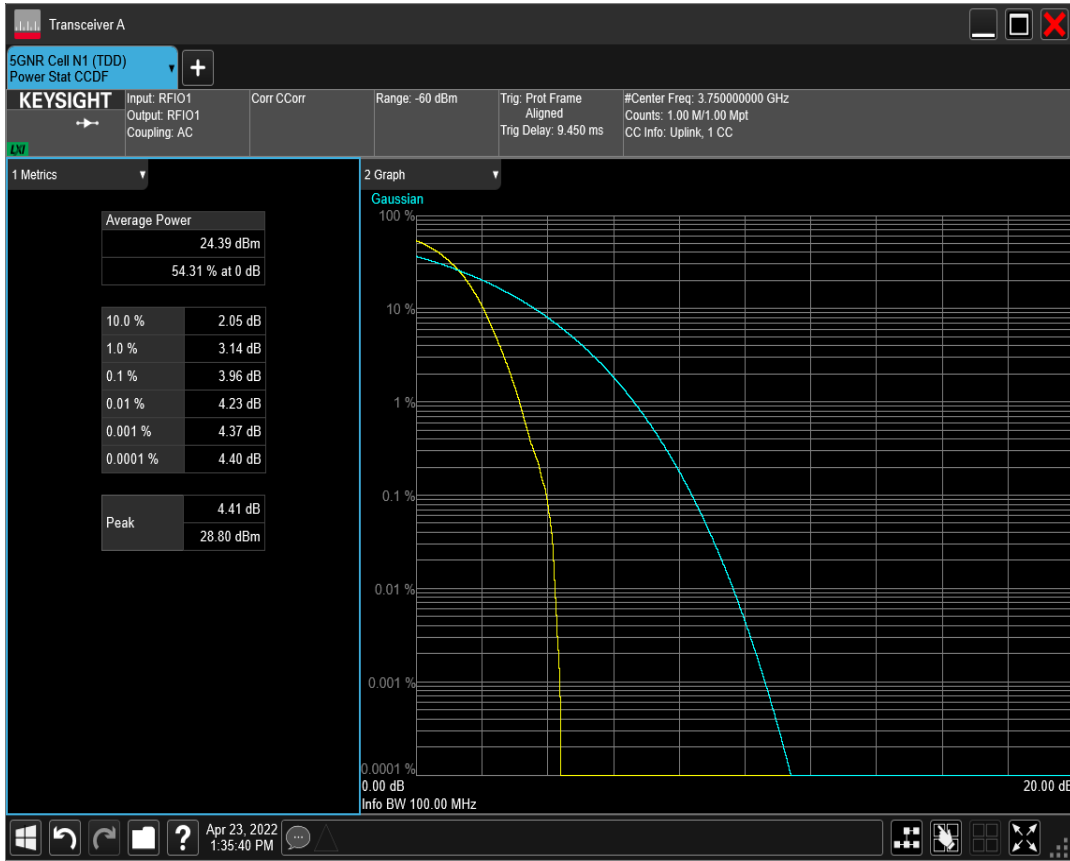 Transceiver A
5GNR Cell N1 (TDD)
Power Stat CCDF
+
KEYSIGHT
LXI
Input: RFIO1
Output: RFIO1
Coupling: AC
Corr CCorr
Range: -60 dBm
Trig: Prot Frame
Aligned
Trig Delay: 9.450 ms
#Center Freq: 3.750000000 GHz
Counts: 1.00 M/1.00 Mpt
CC Info: Uplink, 1 CC
1 Metrics
Average Power
24.39 dBm
54.31 % at 0 dB
10.0 % 2.05 dB
1.0 % 3.14 dB
0.1 % 3.96 dB
0.01 % 4.23 dB
0.001 % 4.37 dB
0.0001 % 4.40 dB
Peak 4.41 dB
28.80 dBm
2 Graph
Gaussian
100 %
10 %
1 %
0.1 %
0.01 %
0.001 %
0.0001 %
0.00 dB 20.00 dB
Info BW 100.00 MHz
?
Apr 23, 2022
1:35:40 PM